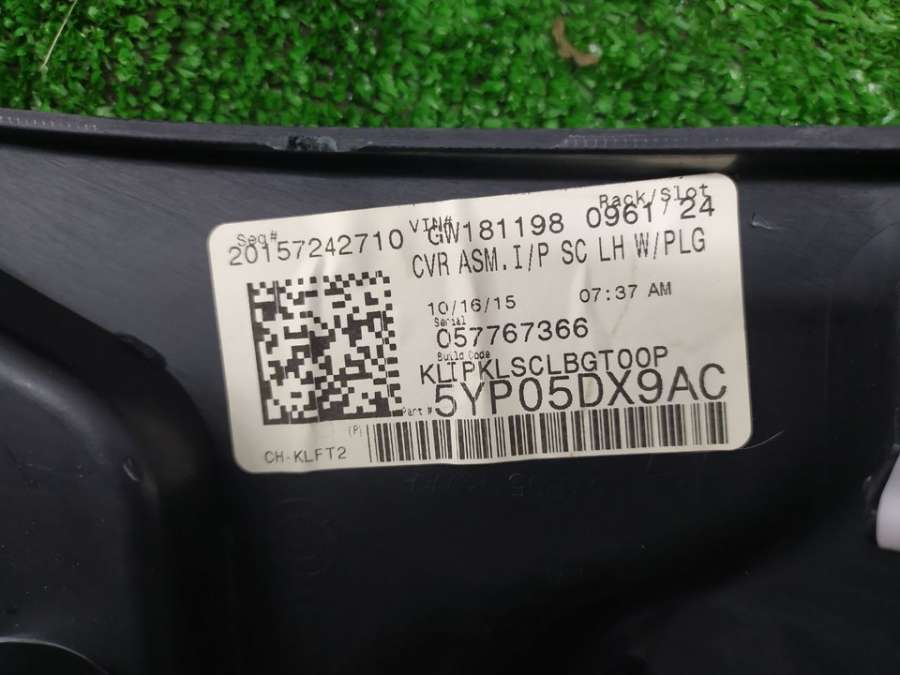 Seq# VIN# Rack/Slot
20157242710 GW181198 0961/24
CVR ASM.I/P SC LH W/PLG
10/16/15 07:37 AM
Serial
057767366
Build Code
KLIPKLSCLBGT00P
Part # 5YP05DX9AC
(P)
CH-KLFT2